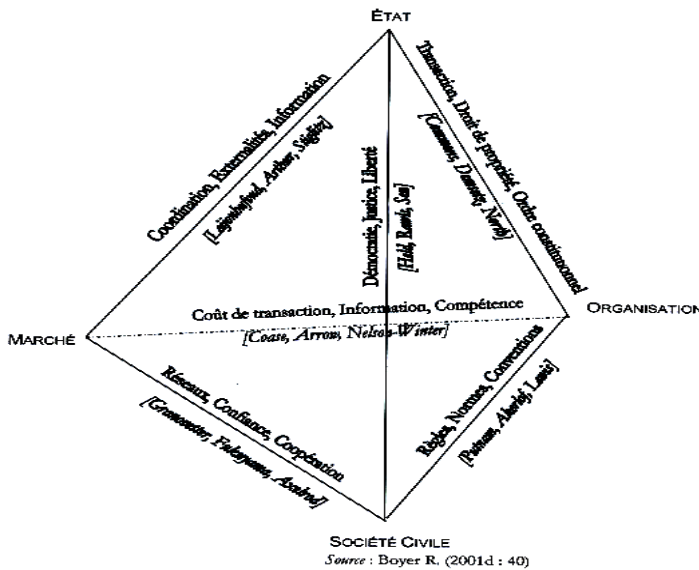 ÉTAT
Coordination, Externalités, Information
[Leijonhufvud, Arthur, Stiglitz]
Transaction, Droit de propriété, Ordre constitutionnel
[Commons, Demsetz, North]
Démocratie, Justice, Liberté
[Held, Rawls, Sen]
Coût de transaction, Information, Compétence
[Coase, Arrow, Nelson-Winter]
MARCHÉ
ORGANISATION
Réseaux, Confiance, Coopération
[Granovetter, Fukuyama, Axelrod]
Règles, Normes, Conventions
[Putnam, Akerlof, Lewis]
SOCIÉTÉ CIVILE
Source : Boyer R. (2001d : 40)